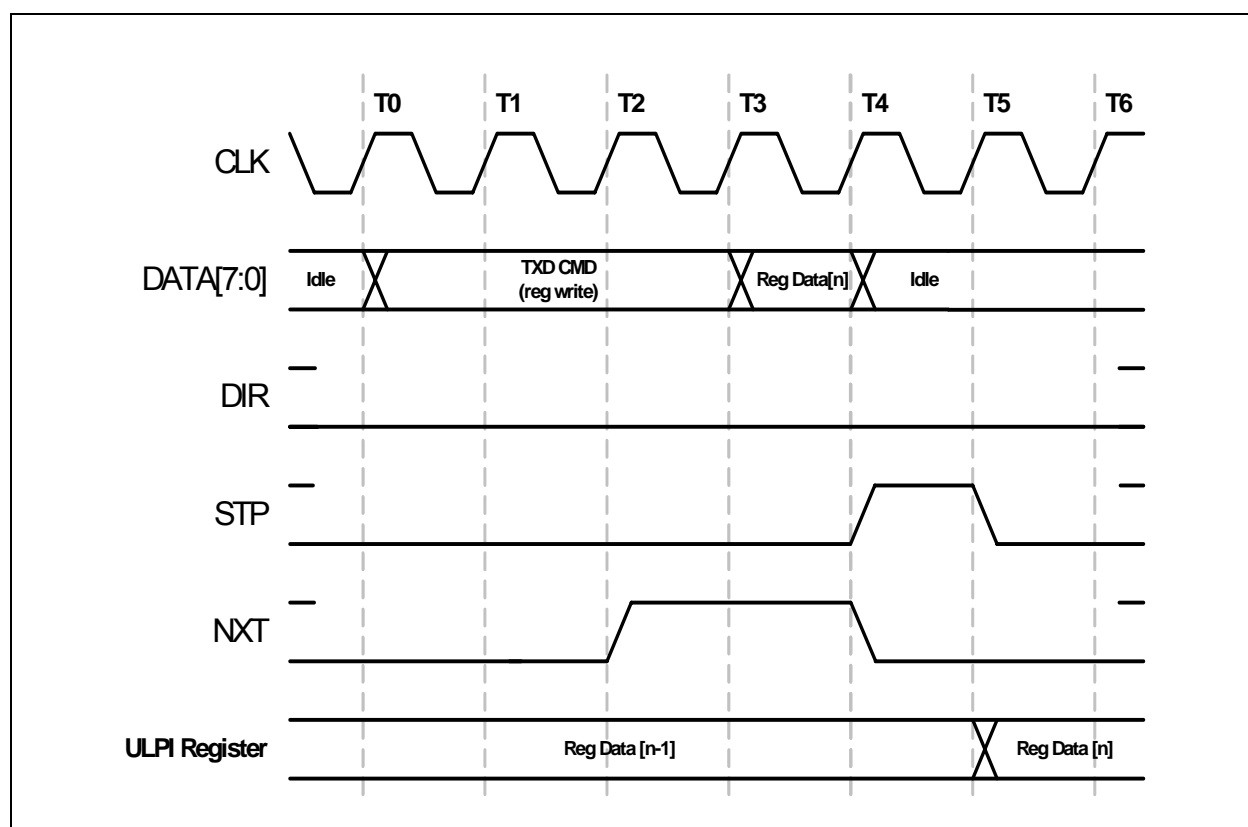 T0 T1 T2 T3 T4 T5 T6
CLK
DATA[7:0] Idle TXD CMD Reg Data[n] Idle
(reg write)
DIR
STP
NXT
ULPI Register Reg Data [n-1] Reg Data [n]